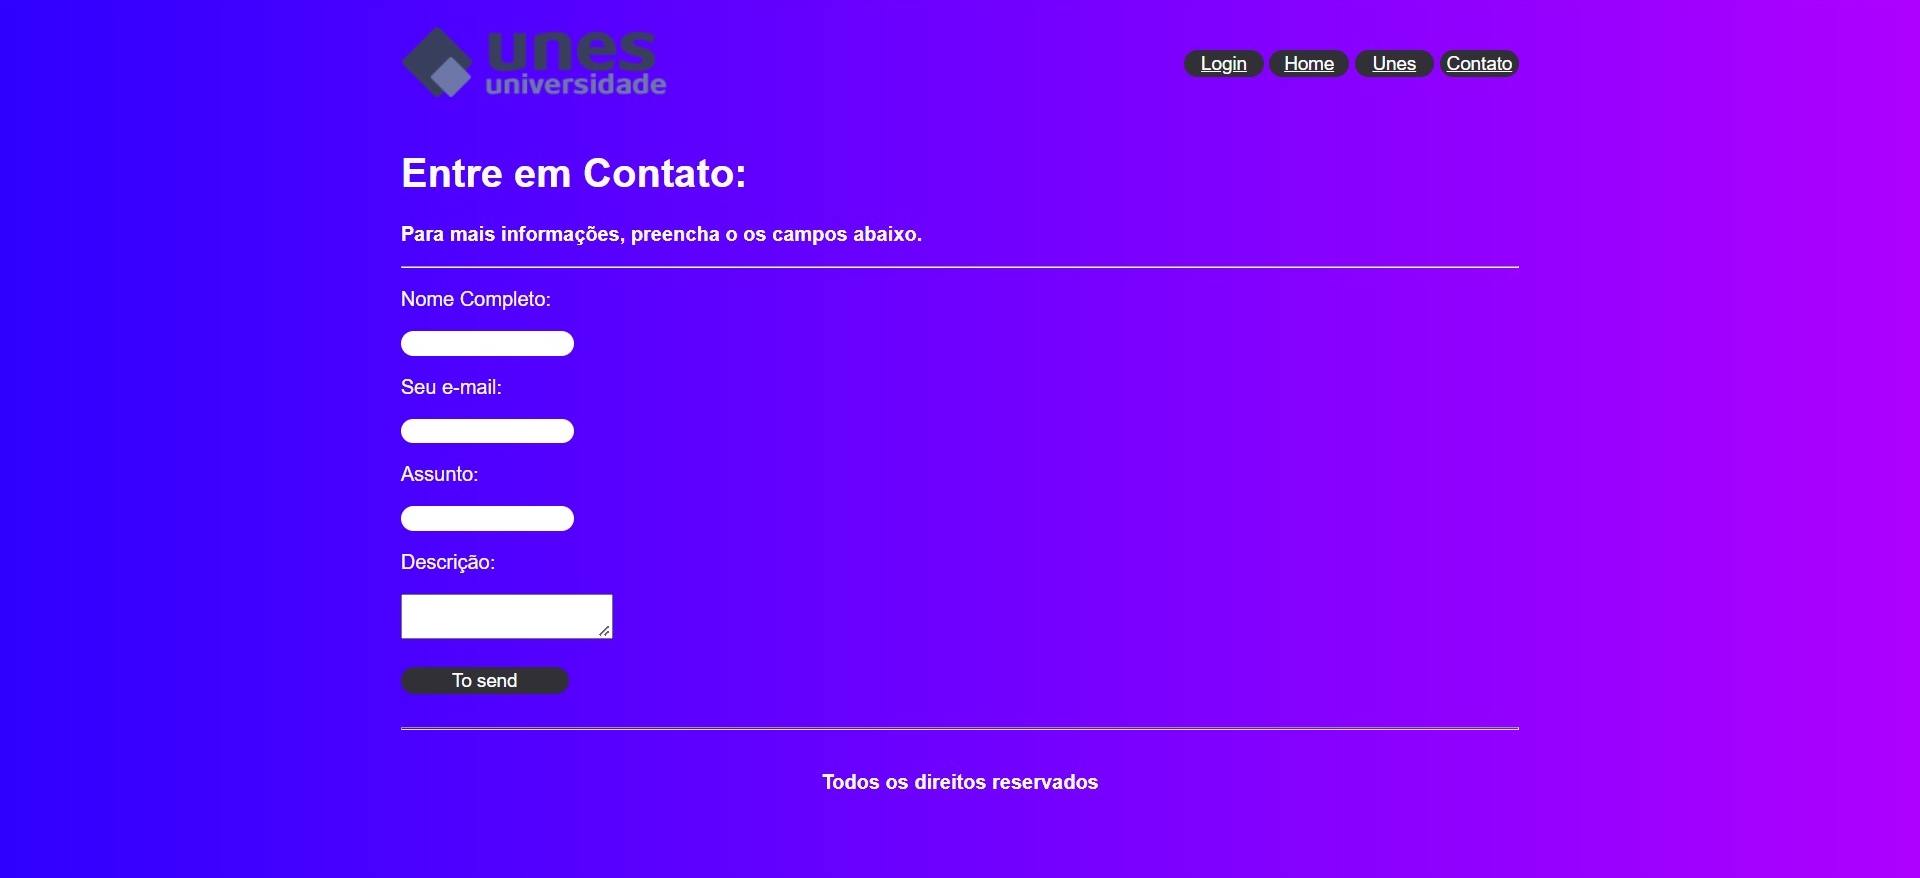 unes
universidade
Login Home Unes Contato
Entre em Contato:
Para mais informações, preencha o os campos abaixo.
Nome Completo:
Seu e-mail:
Assunto:
Descrição:
To send
Todos os direitos reservados